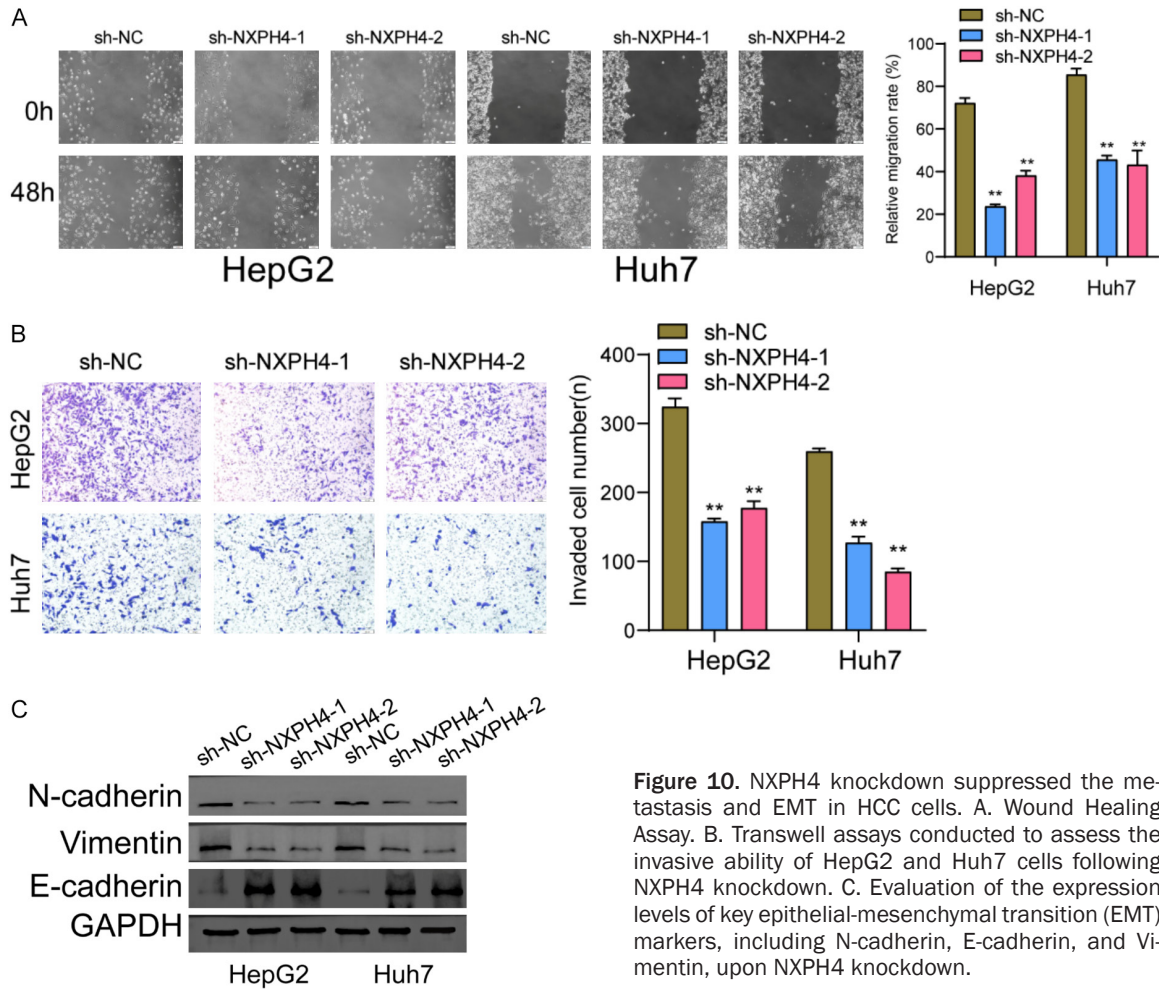 A
sh-NC sh-NXPH4-1 sh-NXPH4-2 sh-NC sh-NXPH4-1 sh-NXPH4-2
0h
48h
HepG2 Huh7
sh-NC
sh-NXPH4-1
sh-NXPH4-2
Relative migration rate (%)
100
80
60
40
20
0
** ** ** **
HepG2 Huh7
B
sh-NC sh-NXPH4-1 sh-NXPH4-2
HepG2
Huh7
sh-NC
sh-NXPH4-1
sh-NXPH4-2
Invaded cell number(n)
400
300
200
100
0
** ** ** **
HepG2 Huh7
C
sh-NC sh-NXPH4-1 sh-NXPH4-2 sh-NC sh-NXPH4-1 sh-NXPH4-2
N-cadherin
Vimentin
E-cadherin
GAPDH
HepG2 Huh7
Figure 10. NXPH4 knockdown suppressed the me-
tastasis and EMT in HCC cells. A. Wound Healing
Assay. B. Transwell assays conducted to assess the
invasive ability of HepG2 and Huh7 cells following
NXPH4 knockdown. C. Evaluation of the expression
levels of key epithelial-mesenchymal transition (EMT)
markers, including N-cadherin, E-cadherin, and Vi-
mentin, upon NXPH4 knockdown.